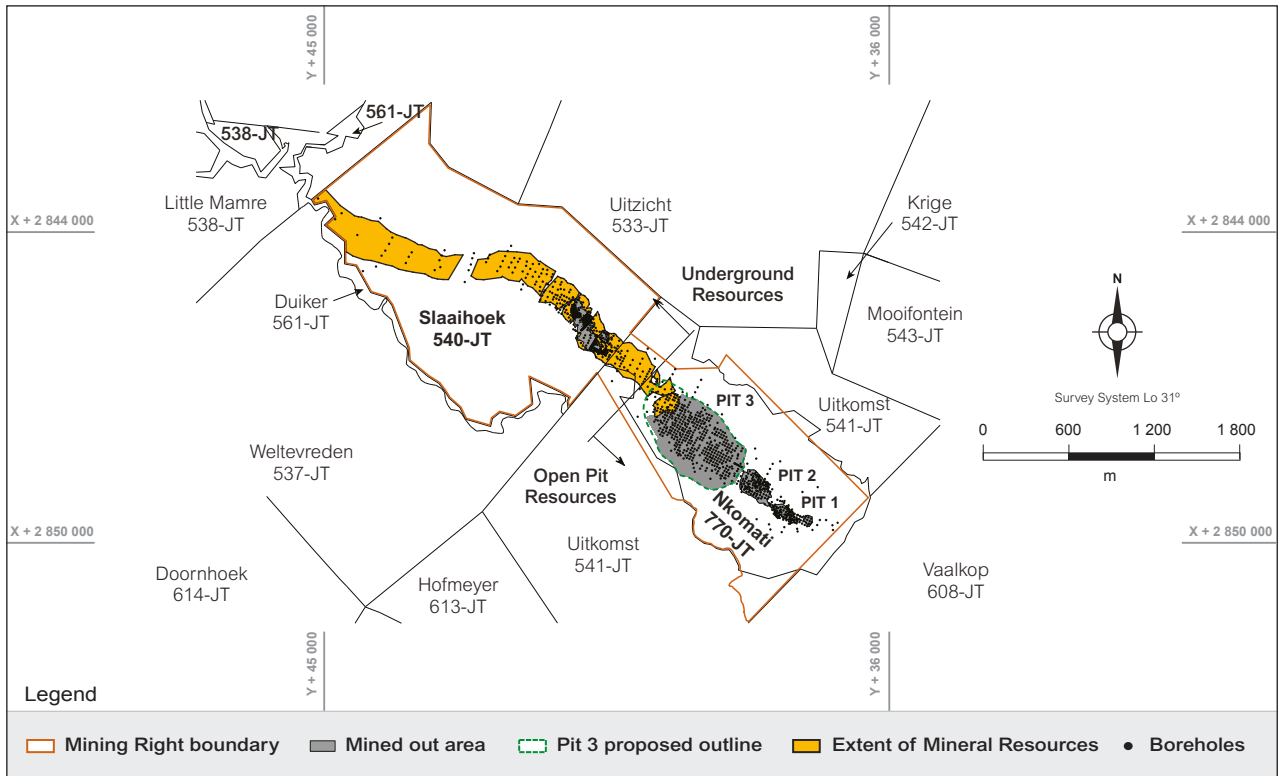 Y + 45 000
Y + 36 000
561-JT
538-JT
Little Mamre
538-JT
Uitzicht
533-JT
Krige
542-JT
X + 2 844 000
X + 2 844 000
Underground
Resources
N
Duiker
561-JT
Slaaihoek
540-JT
Mooifontein
543-JT
Survey System Lo 31º
PIT 3
Uitkomst
541-JT
0
600
1 200
1 800
m
Weltevreden
537-JT
Open Pit
Resources
PIT 2
PIT 1
Nkomati
770-JT
X + 2 850 000
X + 2 850 000
Uitkomst
541-JT
Doornhoek
614-JT
Hofmeyer
613-JT
Vaalkop
608-JT
Y + 45 000
Y + 36 000
Legend
Mining Right boundary
Mined out area
Pit 3 proposed outline
Extent of Mineral Resources
Boreholes